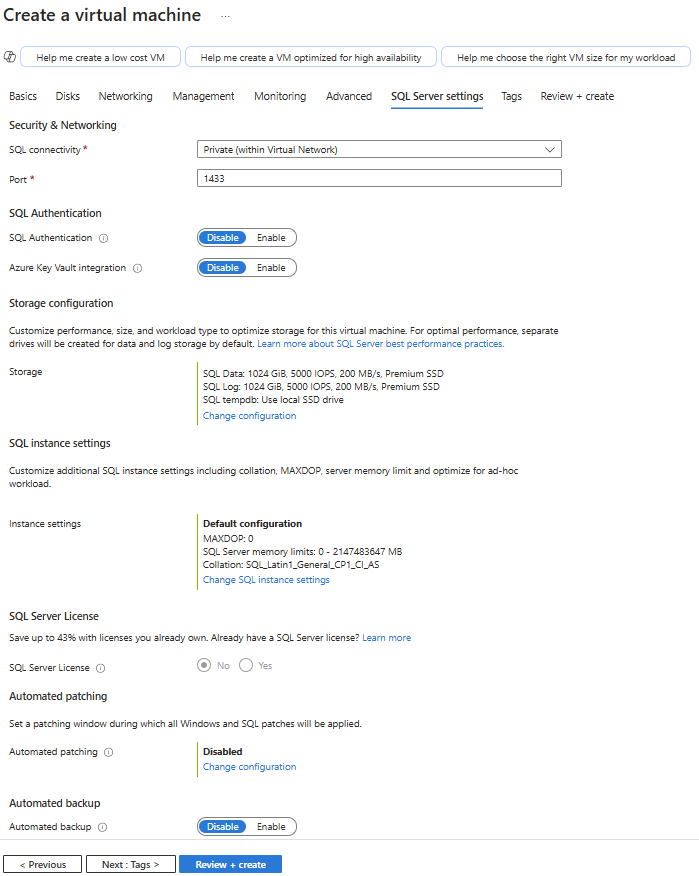 Create a virtual machine ...
Help me create a low cost VM
Help me create a VM optimized for high availability
Help me choose the right VM size for my workload
Basics Disks Networking Management Monitoring Advanced SQL Server settings Tags Review + create
Security & Networking
SQL connectivity * Private (within Virtual Network)
Port * 1433
SQL Authentication
SQL Authentication Disable Enable
Azure Key Vault integration Disable Enable
Storage configuration
Customize performance, size, and workload type to optimize storage for this virtual machine. For optimal performance, separate
drives will be created for data and log storage by default. Learn more about SQL Server best performance practices.
Storage
SQL Data: 1024 GiB, 5000 IOPS, 200 MB/s, Premium SSD
SQL Log: 1024 GiB, 5000 IOPS, 200 MB/s, Premium SSD
SQL tempdb: Use local SSD drive
Change configuration
SQL instance settings
Customize additional SQL instance settings including collation, MAXDOP, server memory limit and optimize for ad-hoc
workload.
Instance settings
Default configuration
MAXDOP: 0
SQL Server memory limits: 0 - 2147483647 MB
Collation: SQL_Latin1_General_CP1_CI_AS
Change SQL instance settings
SQL Server License
Save up to 43% with licenses you already own. Already have a SQL Server license? Learn more
SQL Server License No Yes
Automated patching
Set a patching window during which all Windows and SQL patches will be applied.
Automated patching Disabled
Change configuration
Automated backup
Automated backup Disable Enable
< Previous Next : Tags > Review + create